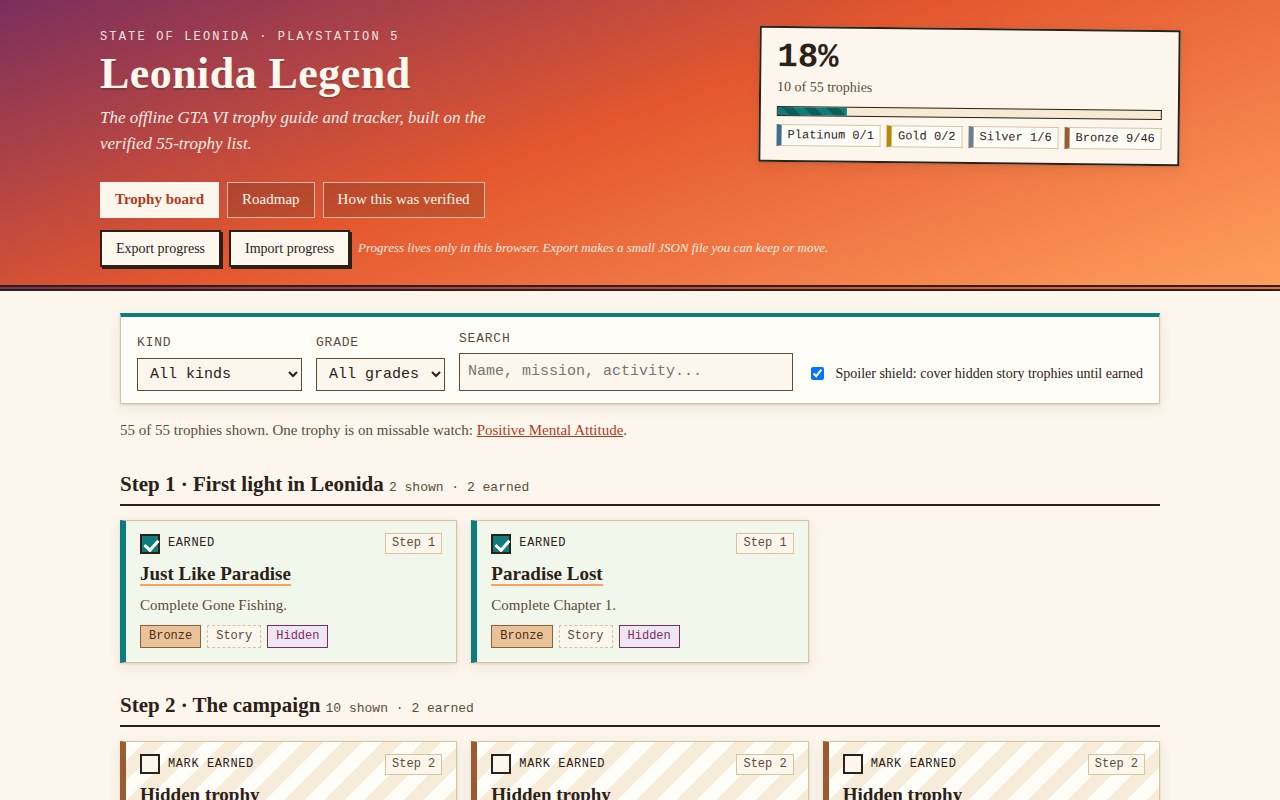 STATE OF LEONIDA · PLAYSTATION 5
Leonida Legend
The offline GTA VI trophy guide and tracker, built on the
verified 55-trophy list.
18%
10 of 55 trophies
Platinum 0/1
Gold 0/2
Silver 1/6
Bronze 9/46
Trophy board
Roadmap
How this was verified
Export progress
Import progress
Progress lives only in this browser. Export makes a small JSON file you can keep or move.
KIND
GRADE
SEARCH
All kinds
All grades
Name, mission, activity...
Spoiler shield: cover hidden story trophies until earned
55 of 55 trophies shown. One trophy is on missable watch: Positive Mental Attitude.
Step 1 · First light in Leonida 2 shown · 2 earned
EARNED
Step 1
Just Like Paradise
Complete Gone Fishing.
Bronze
Story
Hidden
EARNED
Step 1
Paradise Lost
Complete Chapter 1.
Bronze
Story
Hidden
Step 2 · The campaign 10 shown · 2 earned
MARK EARNED
Step 2
Hidden trophy
MARK EARNED
Step 2
Hidden trophy
MARK EARNED
Step 2
Hidden trophy